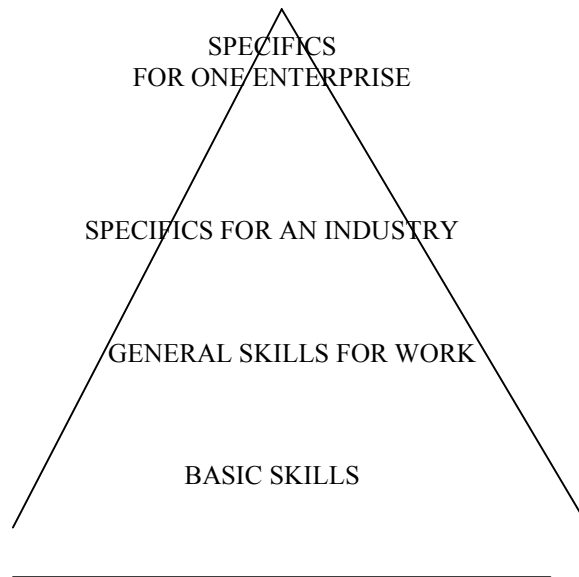 SPECIFICS
FOR ONE ENTERPRISE
SPECIFICS FOR AN INDUSTRY
GENERAL SKILLS FOR WORK
BASIC SKILLS